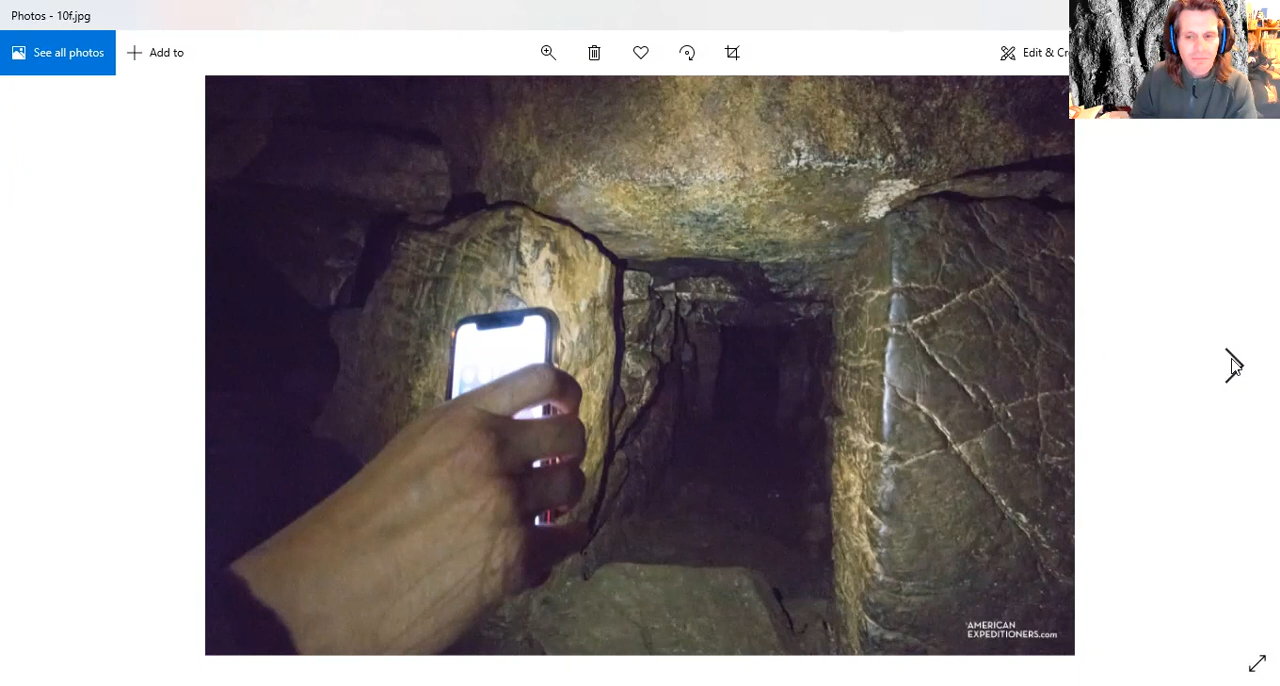 Photos - 10f.jpg
See all photos
Add to
Edit & Cr
AMERICAN
EXPEDITIONERS.com